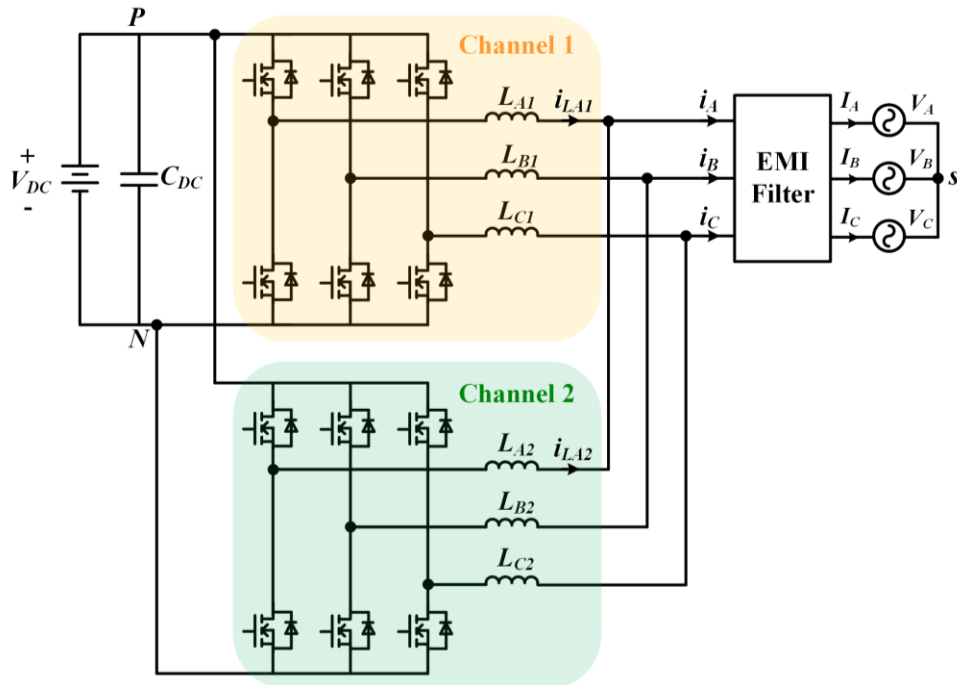 P
Channel 1
L_A1 i_LA1 i_A I_A V_A
+
V_DC C_DC
-
L_B1 i_B EMI Filter I_B V_B s
L_C1 i_C I_C V_C
N
Channel 2
L_A2 i_LA2
L_B2
L_C2